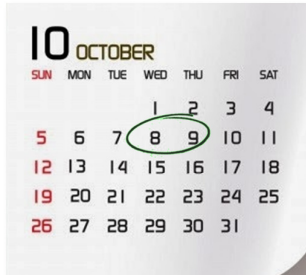 10 OCTOBER
SUN MON TUE WED THU FRI SAT
1 2 3 4
5 6 7 8 9 10 11
12 13 14 15 16 17 18
19 20 21 22 23 24 25
26 27 28 29 30 31